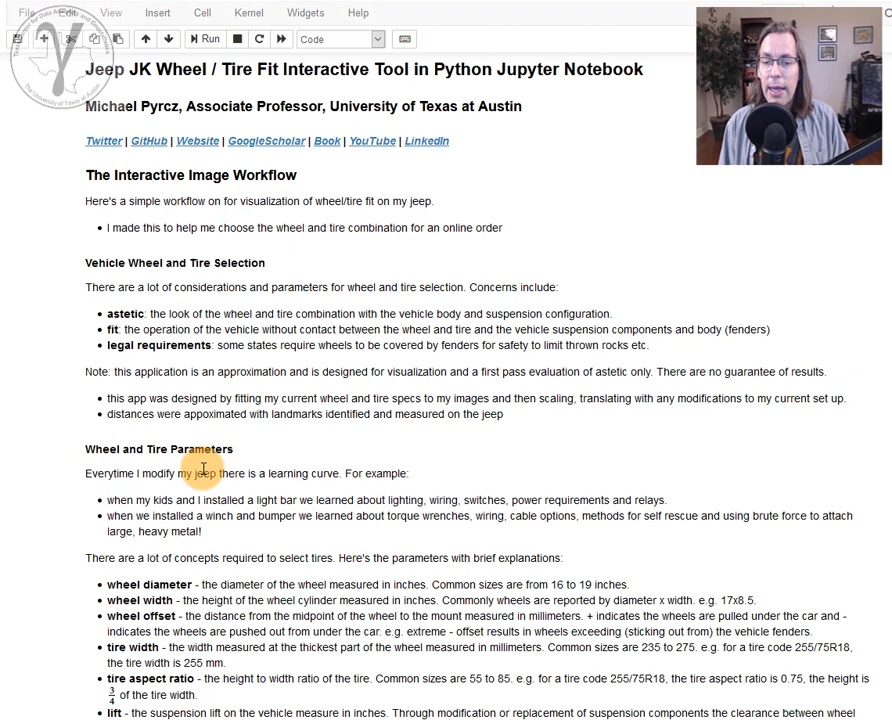 File Edit View Insert Cell Kernel Widgets Help
Run Code
Jeep JK Wheel / Tire Fit Interactive Tool in Python Jupyter Notebook
Michael Pyrcz, Associate Professor, University of Texas at Austin
Twitter | GitHub | Website | GoogleScholar | Book | YouTube | LinkedIn
The Interactive Image Workflow
Here's a simple workflow on for visualization of wheel/tire fit on my jeep.
• I made this to help me choose the wheel and tire combination for an online order
Vehicle Wheel and Tire Selection
There are a lot of considerations and parameters for wheel and tire selection. Concerns include:
• astetic: the look of the wheel and tire combination with the vehicle body and suspension configuration.
• fit: the operation of the vehicle without contact between the wheel and tire and the vehicle suspension components and body (fenders)
• legal requirements: some states require wheels to be covered by fenders for safety to limit thrown rocks etc.
Note: this application is an approximation and is designed for visualization and a first pass evaluation of astetic only. There are no guarantee of results.
• this app was designed by fitting my current wheel and tire specs to my images and then scaling, translating with any modifications to my current set up.
• distances were appoximated with landmarks identified and measured on the jeep
Wheel and Tire Parameters
Everytime I modify my jeep there is a learning curve. For example:
• when my kids and I installed a light bar we learned about lighting, wiring, switches, power requirements and relays.
• when we installed a winch and bumper we learned about torque wrenches, wiring, cable options, methods for self rescue and using brute force to attach
large, heavy metal!
There are a lot of concepts required to select tires. Here's the parameters with brief explanations:
• wheel diameter - the diameter of the wheel measured in inches. Common sizes are from 16 to 19 inches.
• wheel width - the height of the wheel cylinder measured in inches. Commonly wheels are reported by diameter x width. e.g. 17x8.5.
• wheel offset - the distance from the midpoint of the wheel to the mount measured in millimeters. + indicates the wheels are pulled under the car and -
indicates the wheels are pushed out from under the car. e.g. extreme - offset results in wheels exceeding (sticking out from) the vehicle fenders.
• tire width - the width measured at the thickest part of the wheel measured in millimeters. Common sizes are 235 to 275. e.g. for a tire code 255/75R18,
the tire width is 255 mm.
• tire aspect ratio - the height to width ratio of the tire. Common sizes are 55 to 85. e.g. for a tire code 255/75R18, the tire aspect ratio is 0.75, the height is
3/4 of the tire width.
• lift - the suspension lift on the vehicle measure in inches. Through modification or replacement of suspension components the clearance between wheel